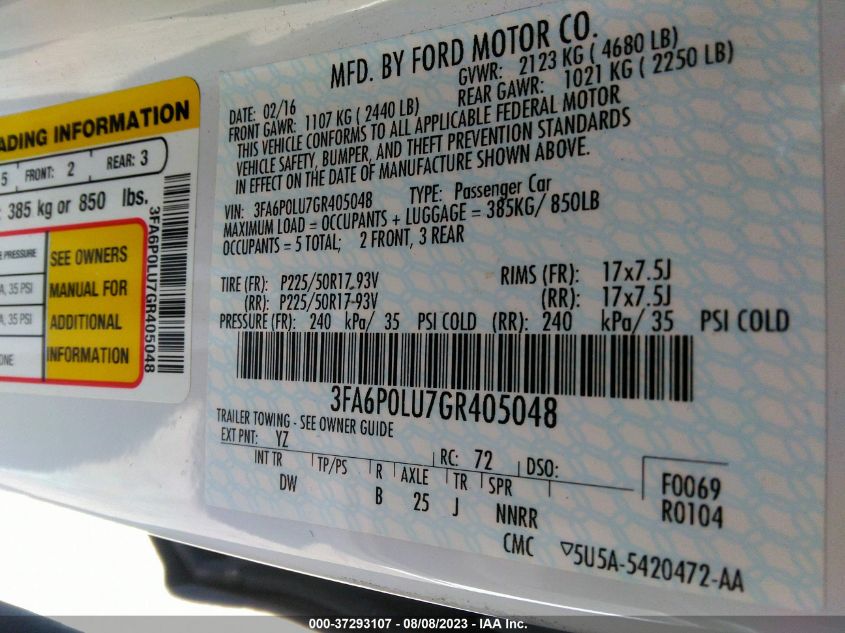 ADING INFORMATION
5 FRONT: 2 REAR: 3
: 385 kg or 850 lbs.
PRESSURE
A, 35 PSI
A, 35 PSI
ONE
SEE OWNERS
MANUAL FOR
ADDITIONAL
INFORMATION
3FA6P0LU7GR405048
MFD. BY FORD MOTOR CO.
DATE: 02/16 GVWR: 2123 KG ( 4680 LB)
FRONT GAWR: 1107 KG ( 2440 LB) REAR GAWR: 1021 KG ( 2250 LB)
THIS VEHICLE CONFORMS TO ALL APPLICABLE FEDERAL MOTOR
VEHICLE SAFETY, BUMPER, AND THEFT PREVENTION STANDARDS
IN EFFECT ON THE DATE OF MANUFACTURE SHOWN ABOVE.
VIN: 3FA6P0LU7GR405048 TYPE: Passenger Car
MAXIMUM LOAD = OCCUPANTS + LUGGAGE = 385KG/ 850LB
OCCUPANTS = 5 TOTAL; 2 FRONT, 3 REAR
TIRE (FR): P225/50R17 93V RIMS (FR): 17x7.5J
(RR): P225/50R17 93V (RR): 17x7.5J
PRESSURE (FR): 240 kPa/ 35 PSI COLD (RR): 240 kPa/ 35 PSI COLD
3FA6P0LU7GR405048
TRAILER TOWING - SEE OWNER GUIDE
EXT PNT: YZ RC: 72 DSO:
INT TR TP/PS R AXLE TR SPR
DW B 25 J NNRR
F0069
R0104
CMC 5U5A-5420472-AA
000-37293107 - 08/08/2023 - IAA Inc.